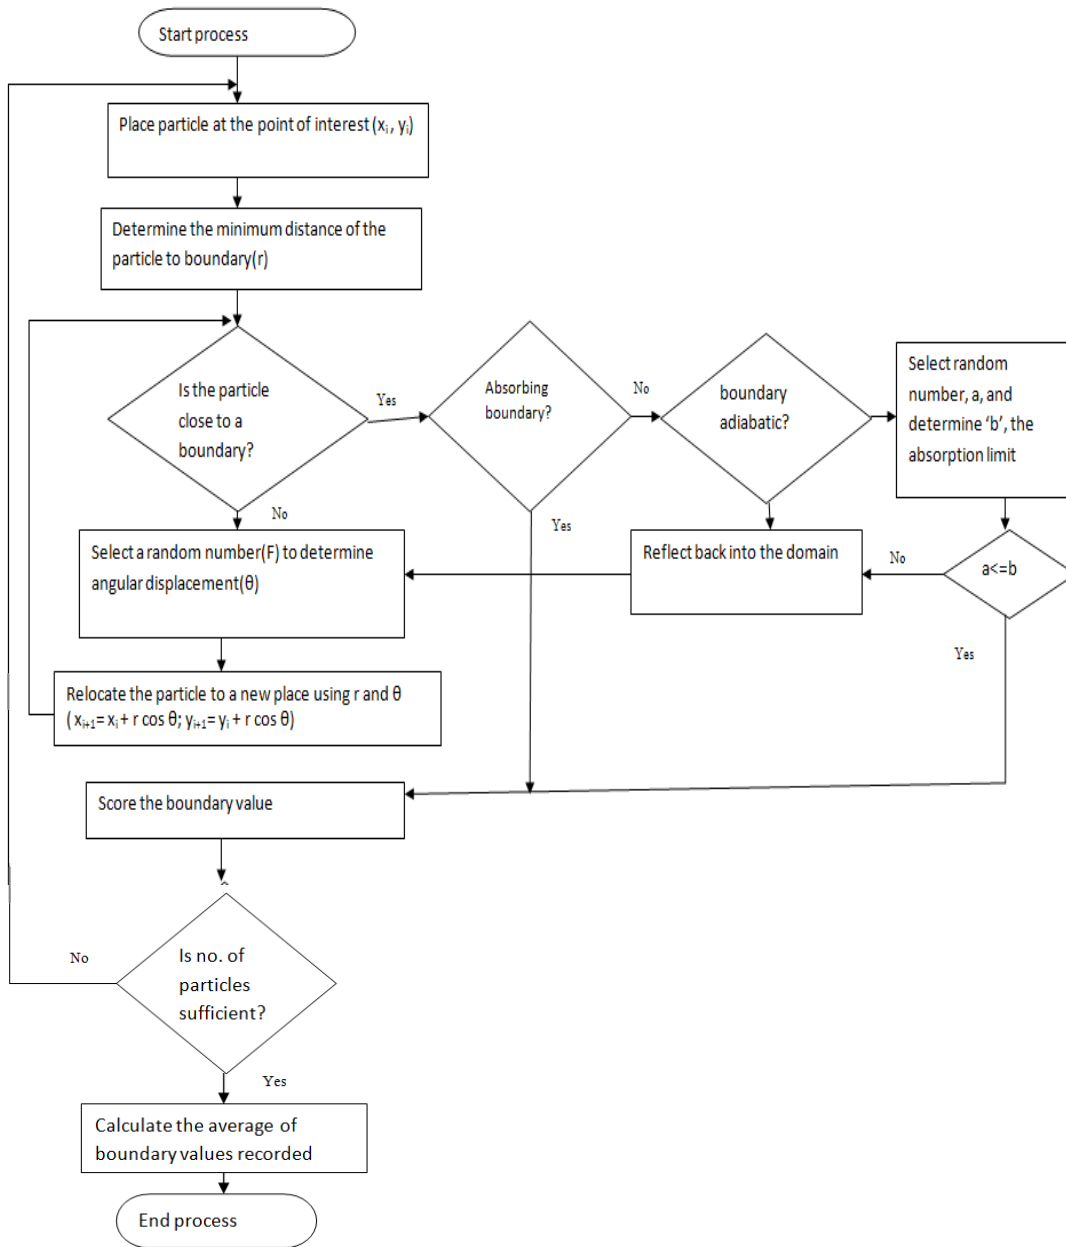 Start process
Place particle at the point of interest (xᵢ, yᵢ)
Determine the minimum distance of the
particle to boundary(r)
Is the particle
close to a
boundary?
Yes
Absorbing
boundary?
No
boundary
adiabatic?
Select random
number, a, and
determine ‘b’, the
absorption limit
No
Yes
Select a random number(F) to determine
angular displacement(θ)
Reflect back into the domain
No
a<=b
Yes
Relocate the particle to a new place using r and θ
( xᵢ₊₁= xᵢ + r cos θ; yᵢ₊₁= yᵢ + r cos θ)
Score the boundary value
No
Is no. of
particles
sufficient?
Yes
Calculate the average of
boundary values recorded
End process